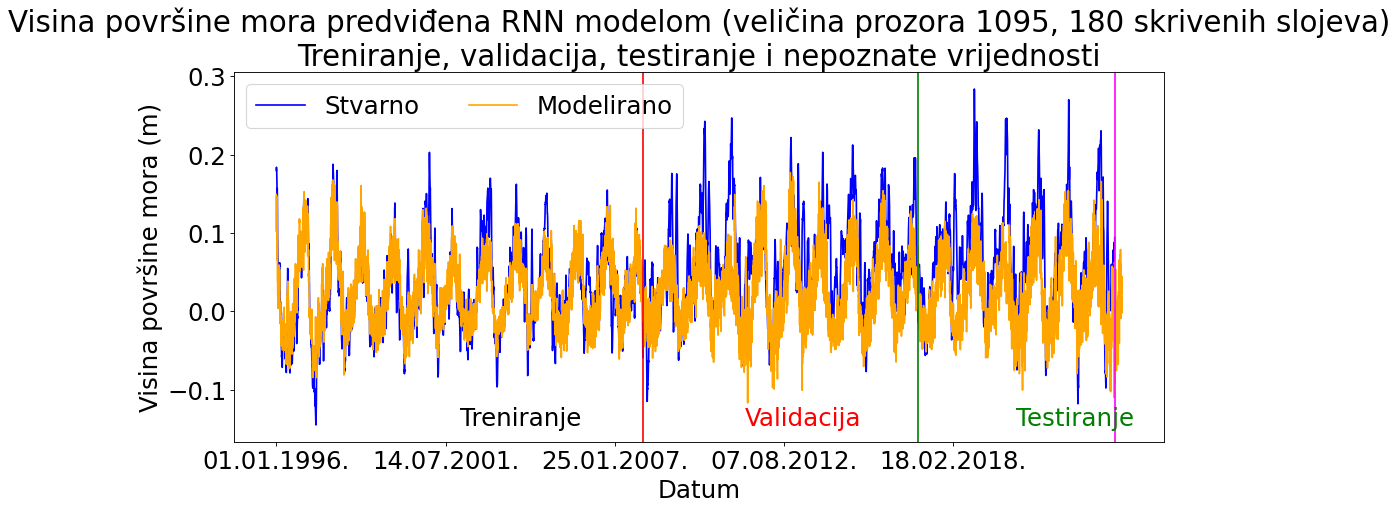 Visina površine mora predviđena RNN modelom (veličina prozora 1095, 180 skrivenih slojeva)
Treniranje, validacija, testiranje i nepoznate vrijednosti
Visina površine mora (m)
0.3
0.2
0.1
0.0
−0.1
Stvarno Modelirano
Treniranje Validacija Testiranje
01.01.1996. 14.07.2001. 25.01.2007. 07.08.2012. 18.02.2018.
Datum